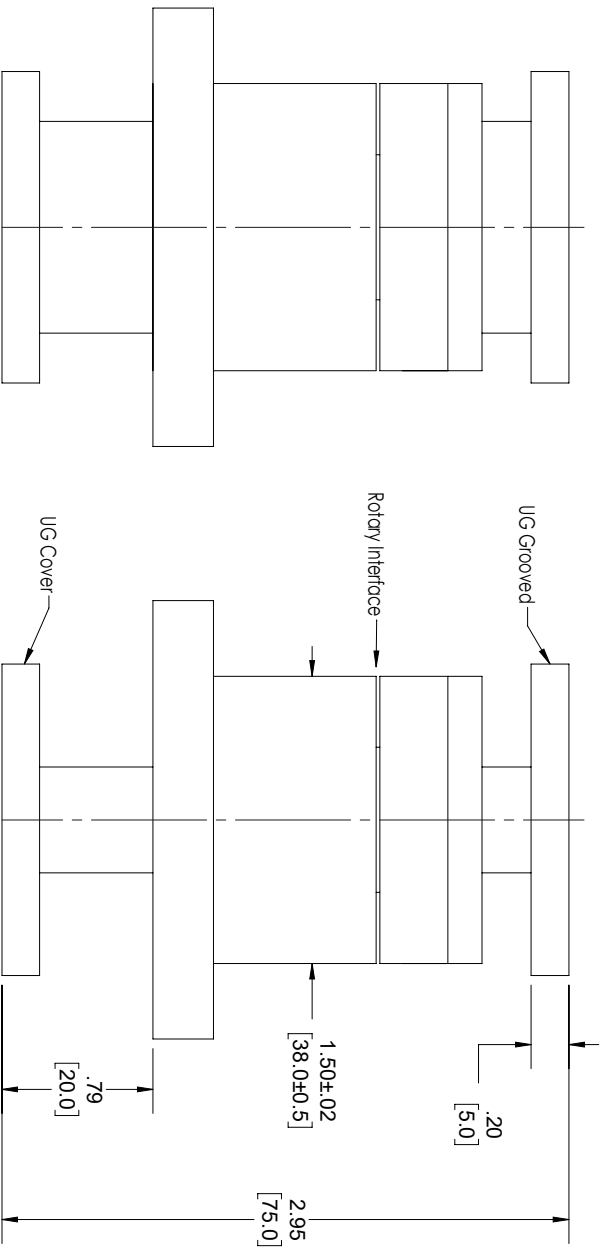 UG Grooved
Rotary Interface
UG Cover
.20
[5.0]
1.50±.02
[38.0±0.5]
.79
[20.0]
2.95
[75.0]